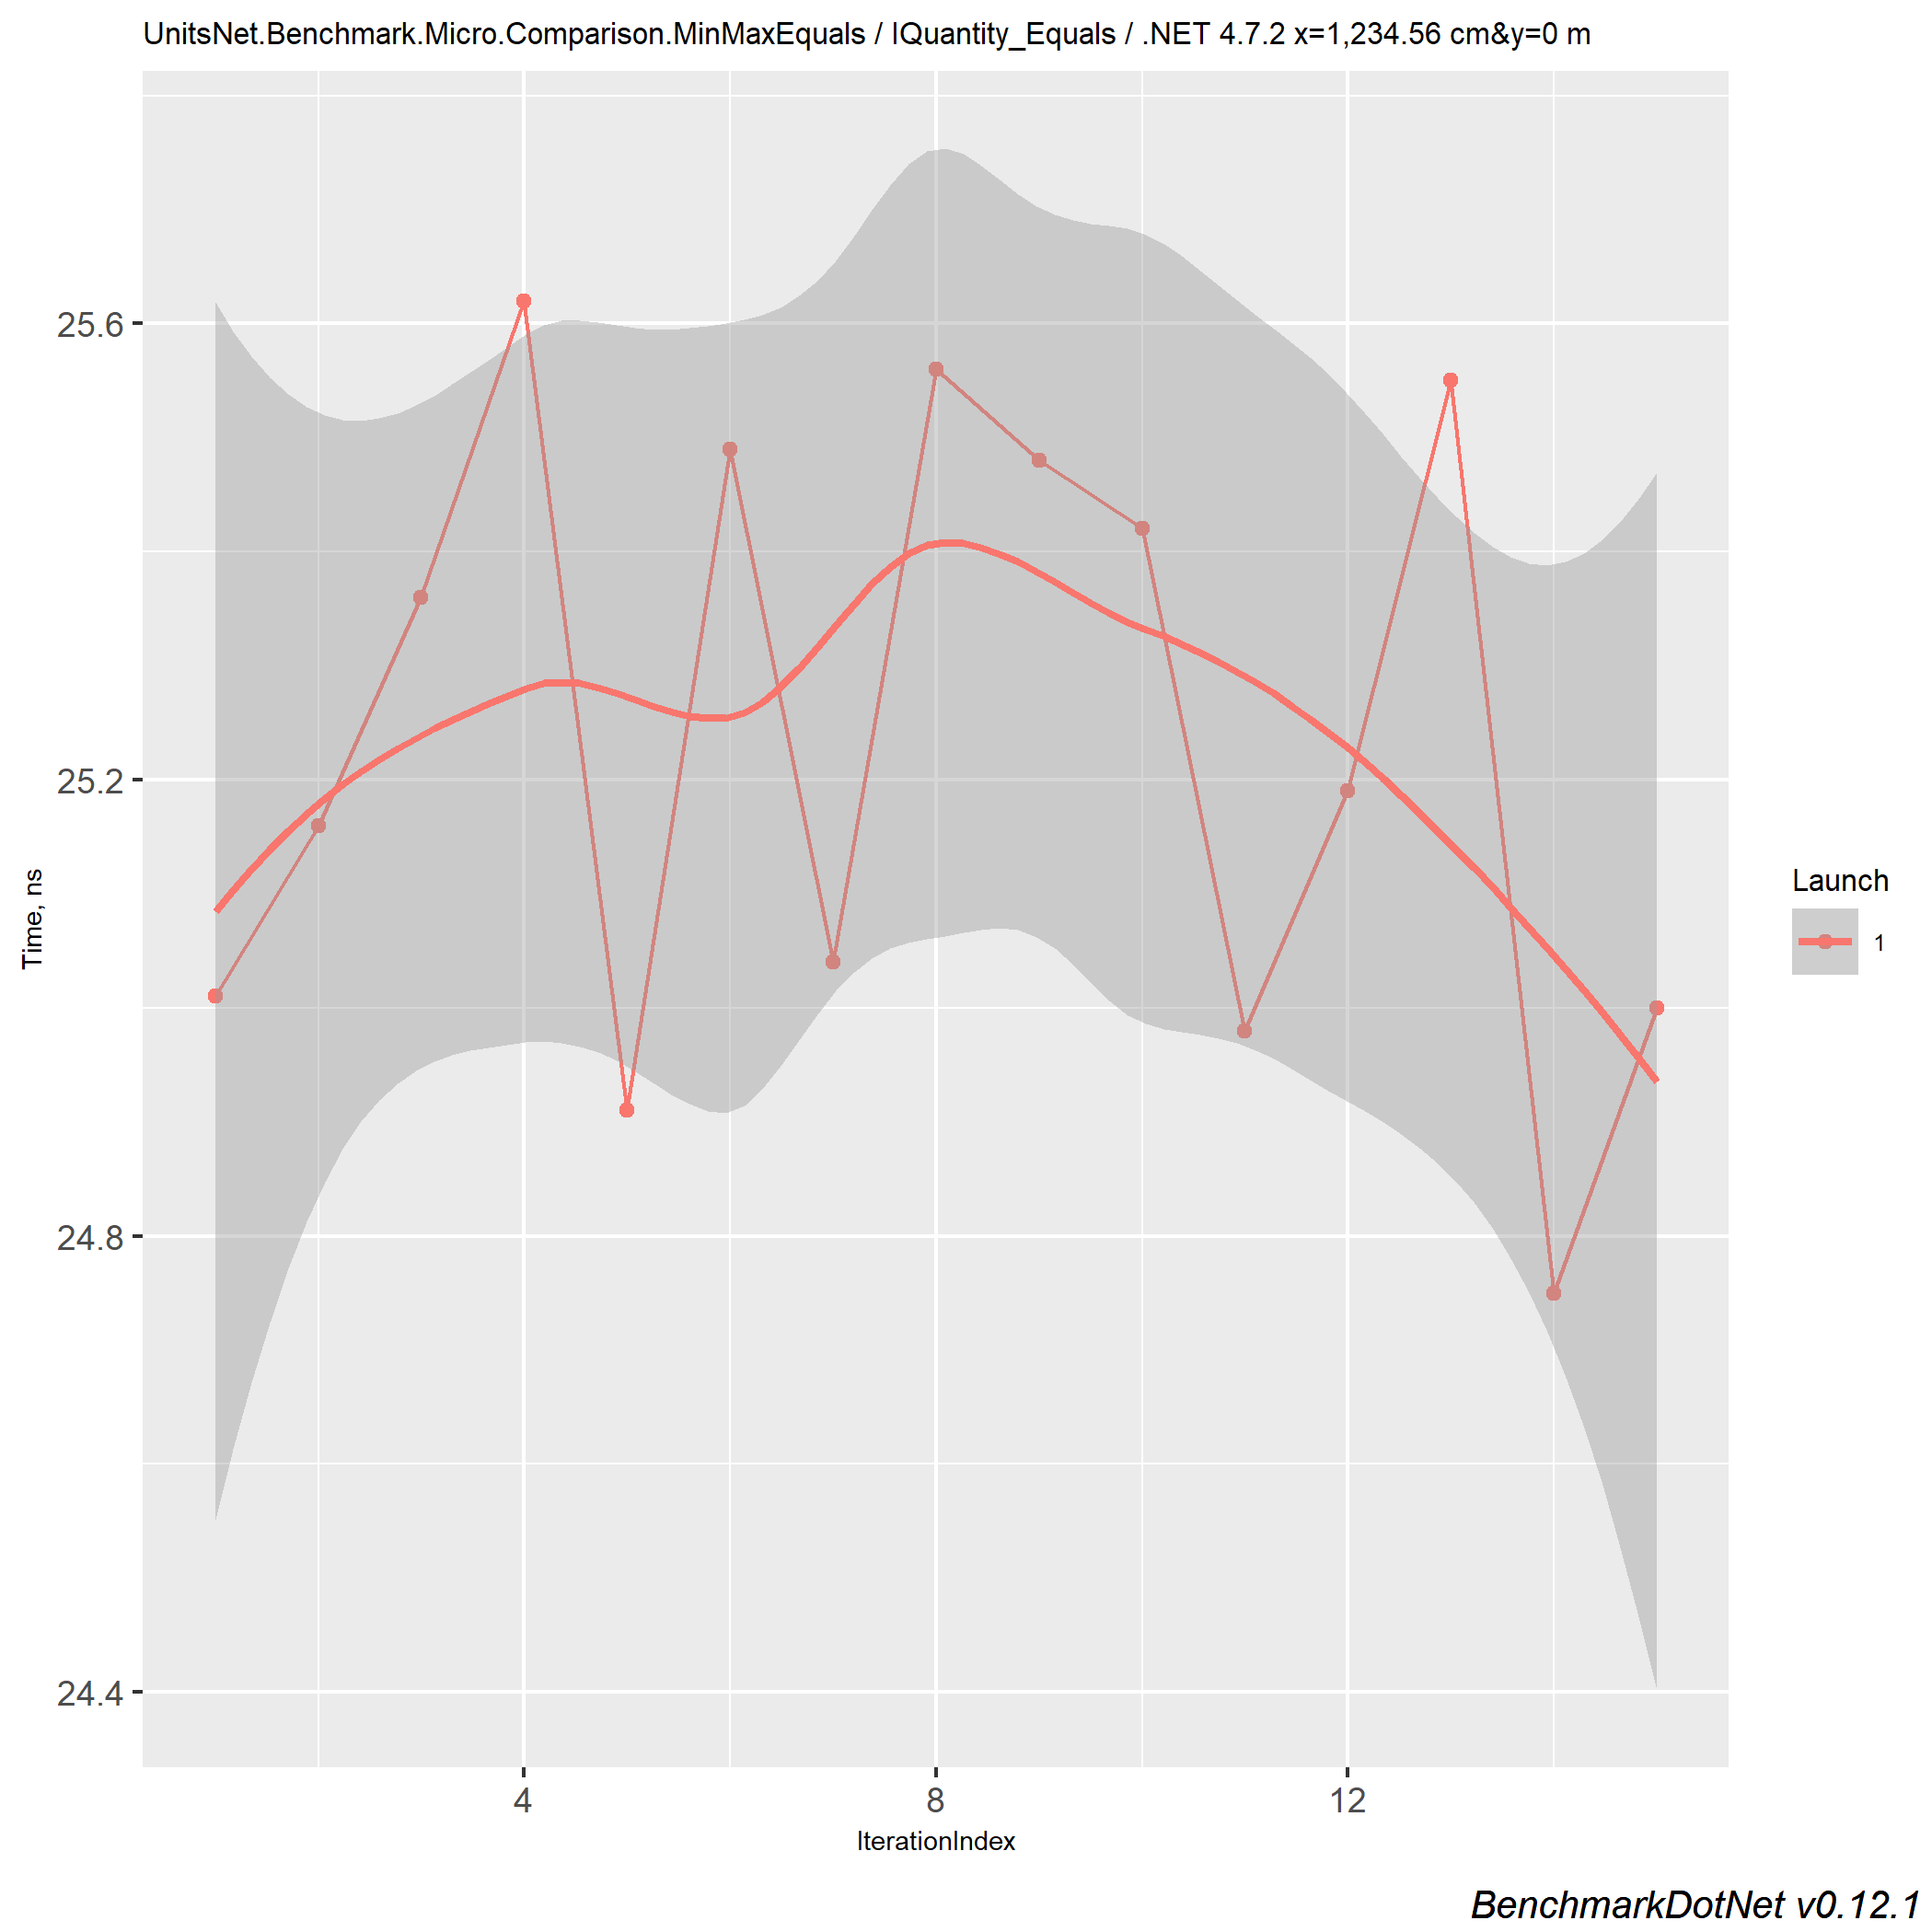 UnitsNet.Benchmark.Micro.Comparison.MinMaxEquals / IQuantity_Equals / .NET 4.7.2 x=1,234.56 cm&y=0 m
25.6
25.2
24.8
24.4
Time, ns
4
8
12
IterationIndex
Launch
1
BenchmarkDotNet v0.12.1